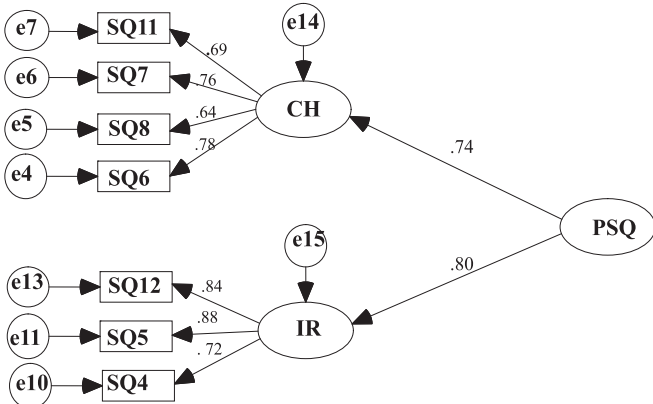 e7 SQ11 e14
.69
e6 SQ7 .76 CH
e5 SQ8 .64
.78
e4 SQ6
.74
PSQ
e15
.80
e13 SQ12 .84
e11 SQ5 .88 IR
. 72
e10 SQ4